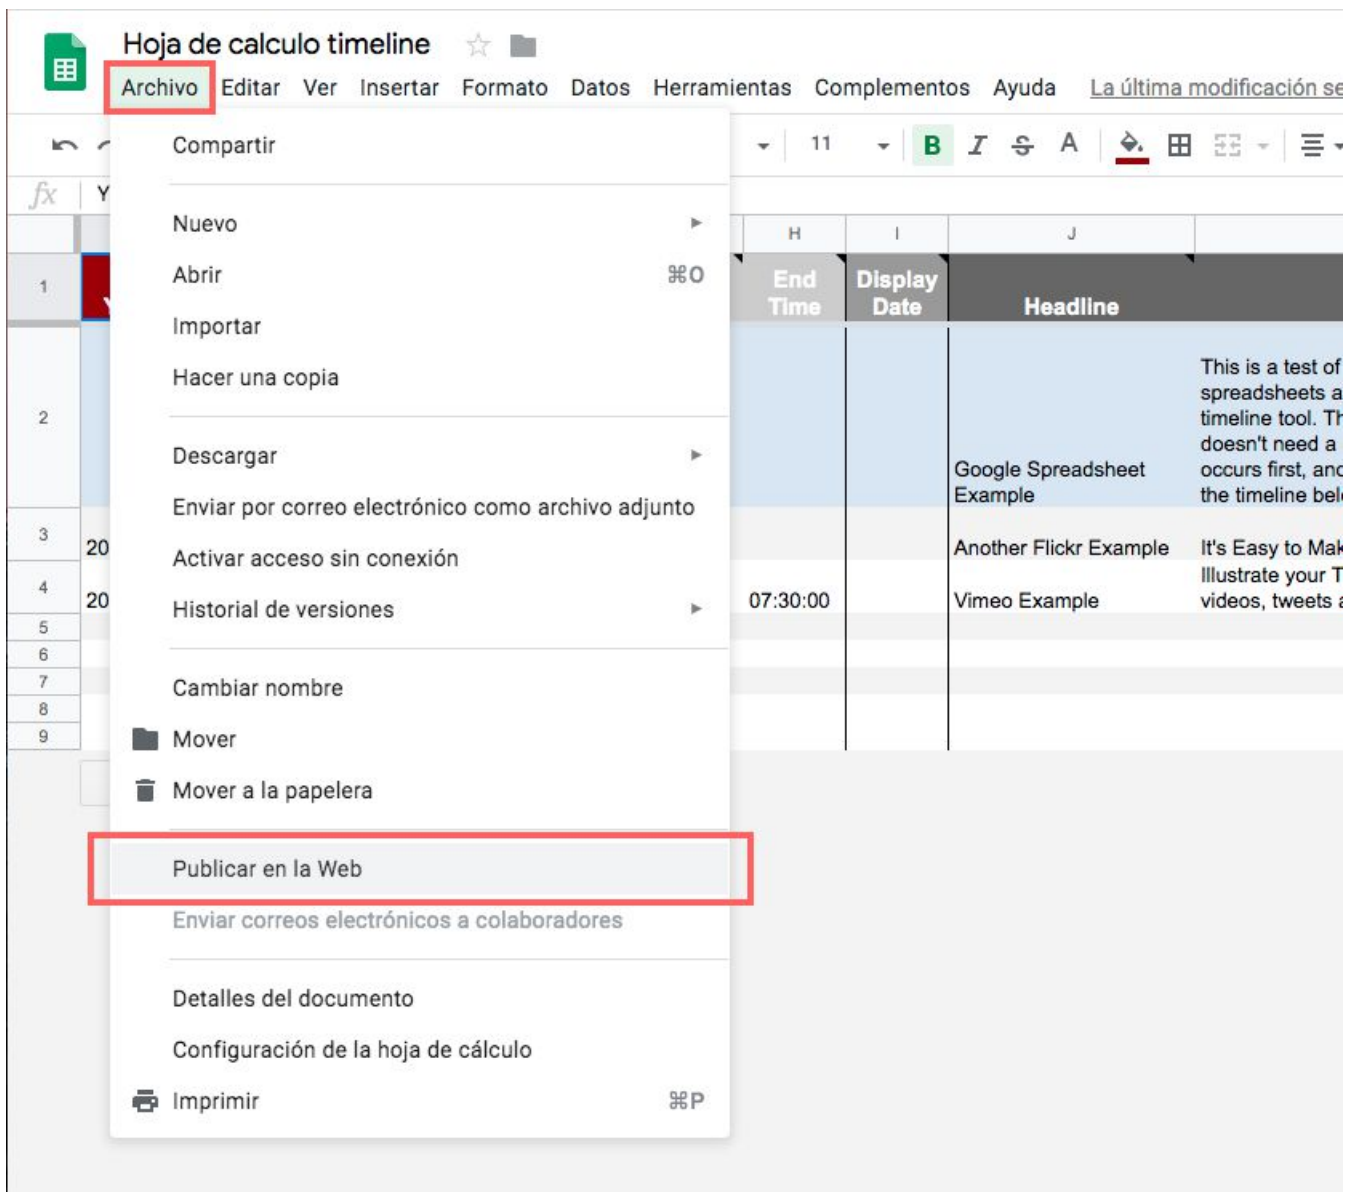 Hoja de calculo timeline
Archivo Editar Ver Insertar Formato Datos Herramientas Complementos Ayuda La última modificación se
11 B I S A
fx Y
H I J
1 End Time Display Date Headline
2 Google Spreadsheet Example
This is a test of
spreadsheets a
timeline tool.
doesn't need a
occurs first, and
the timeline
3 20 Another Flickr Example It's Easy to
4 20 07:30:00 Vimeo Example
Illustrate your T
videos, tweets a
5
6
7
8
9
Compartir
Nuevo
Abrir ⌘O
Importar
Hacer una copia
Descargar
Enviar por correo electrónico como archivo adjunto
Activar acceso sin conexión
Historial de versiones
Cambiar nombre
Mover
Mover a la papelera
Publicar en la Web
Enviar correos electrónicos a colaboradores
Detalles del documento
Configuración de la hoja de cálculo
Imprimir ⌘P